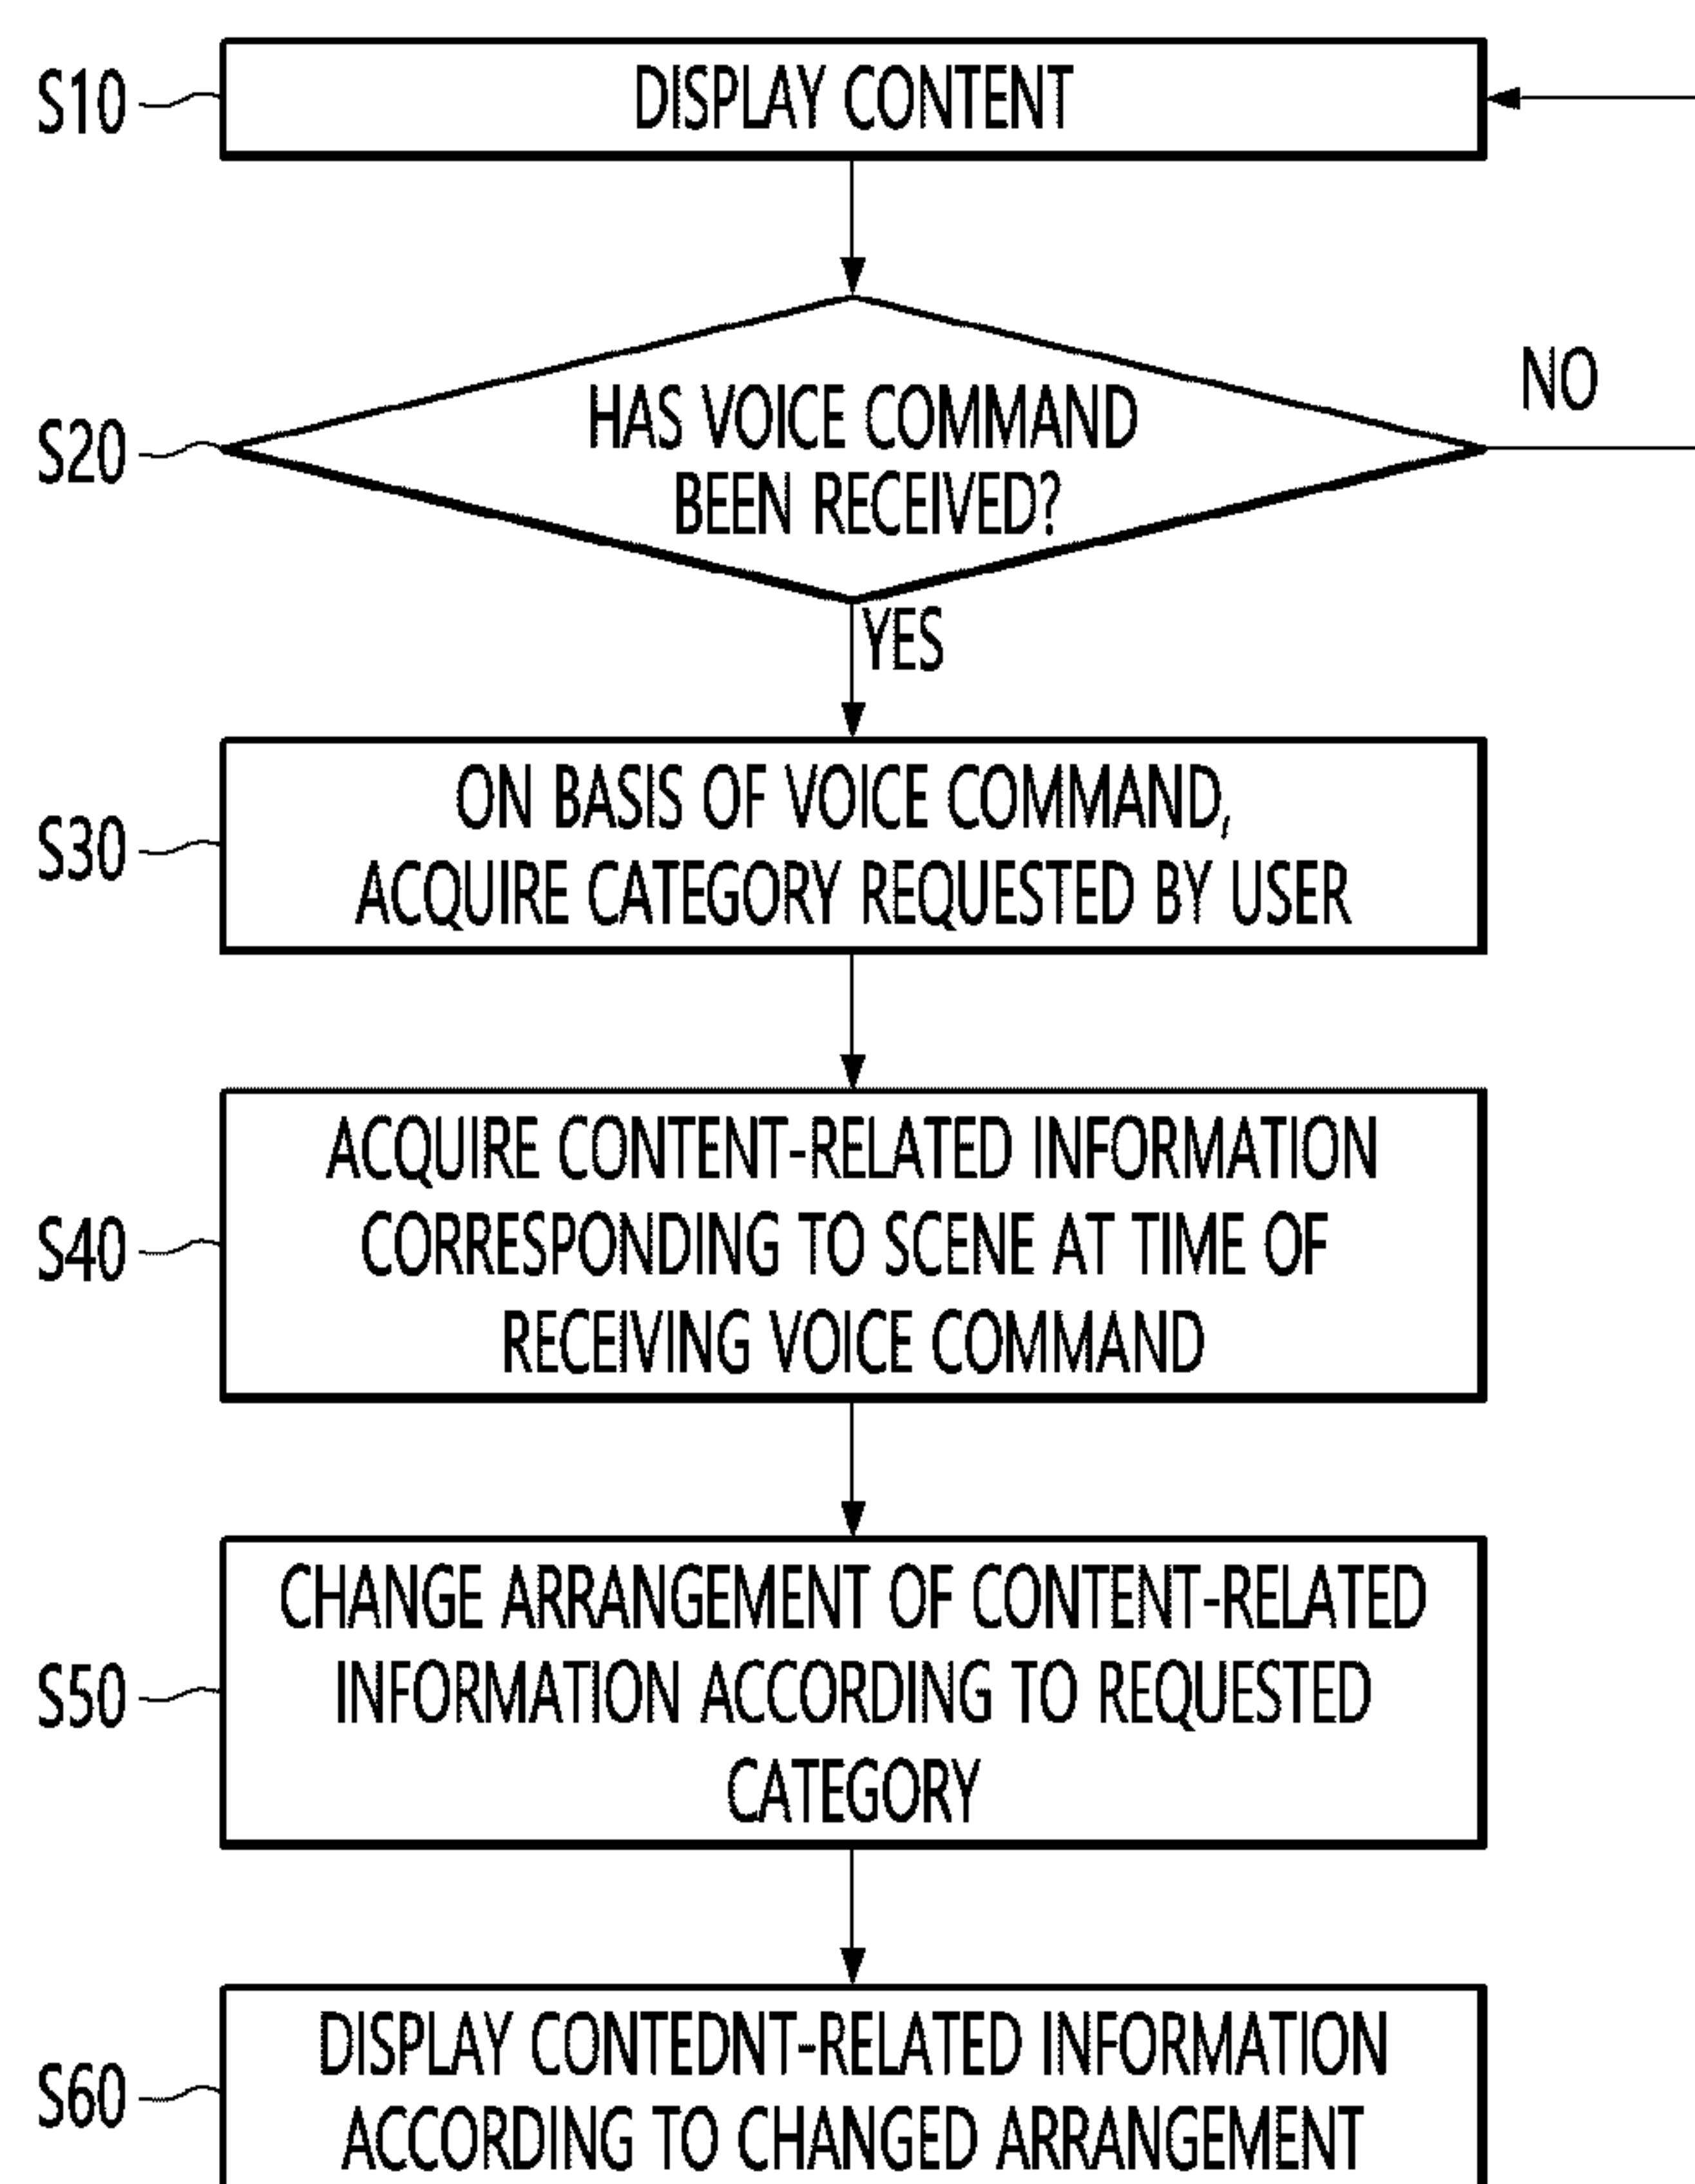 S10
DISPLAY CONTENT
S20
HAS VOICE COMMAND
BEEN RECEIVED?
NO
YES
S30
ON BASIS OF VOICE COMMAND,
ACQUIRE CATEGORY REQUESTED BY USER
S40
ACQUIRE CONTENT-RELATED INFORMATION
CORRESPONDING TO SCENE AT TIME OF
RECEIVING VOICE COMMAND
S50
CHANGE ARRANGEMENT OF CONTENT-RELATED
INFORMATION ACCORDING TO REQUESTED
CATEGORY
S60
DISPLAY CONTEDNT-RELATED INFORMATION
ACCORDING TO CHANGED ARRANGEMENT